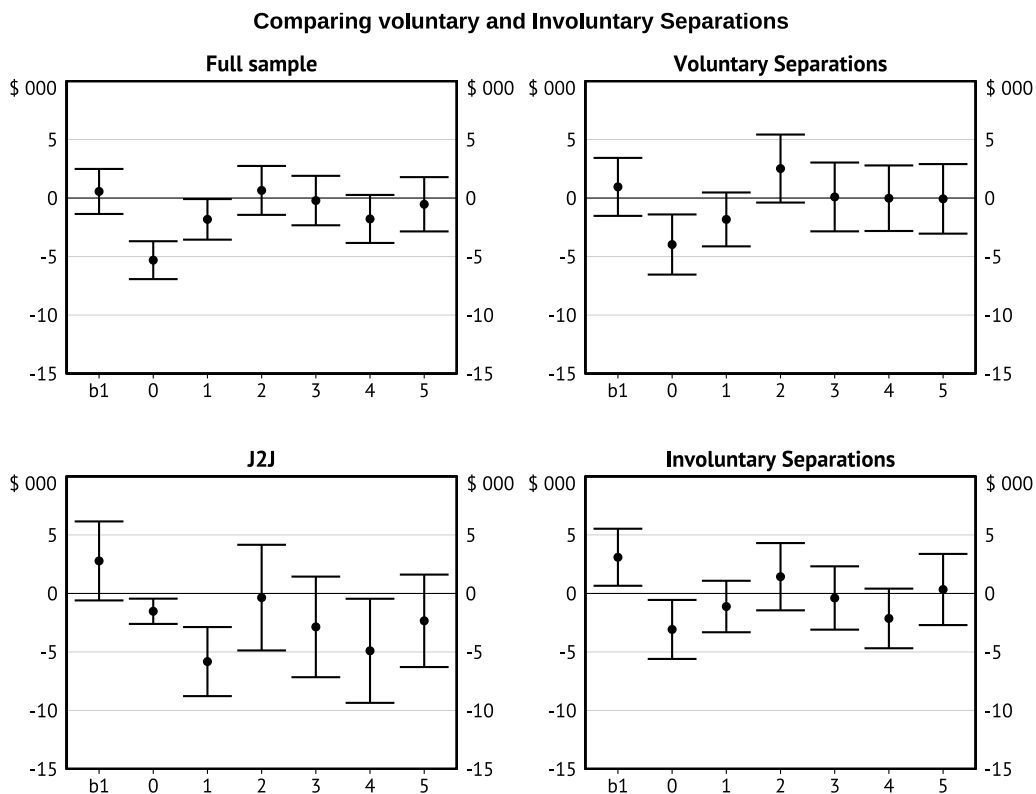 Comparing voluntary and Involuntary Separations
Full sample
$ 000 $ 000
5 5
0 0
-5 -5
-10 -10
-15 -15
b1 0 1 2 3 4 5
Voluntary Separations
$ 000 $ 000
5 5
0 0
-5 -5
-10 -10
-15 -15
b1 0 1 2 3 4 5
J2J
$ 000 $ 000
5 5
0 0
-5 -5
-10 -10
-15 -15
b1 0 1 2 3 4 5
Involuntary Separations
$ 000 $ 000
5 5
0 0
-5 -5
-10 -10
-15 -15
b1 0 1 2 3 4 5